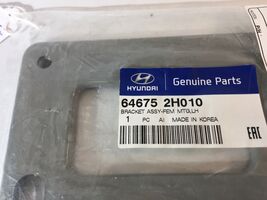 HYUNDAI
Genuine Parts
64675 2H010
BRACKET ASSY-FEM MTG,LH
1 PC AI MADE IN KOREA
EAC